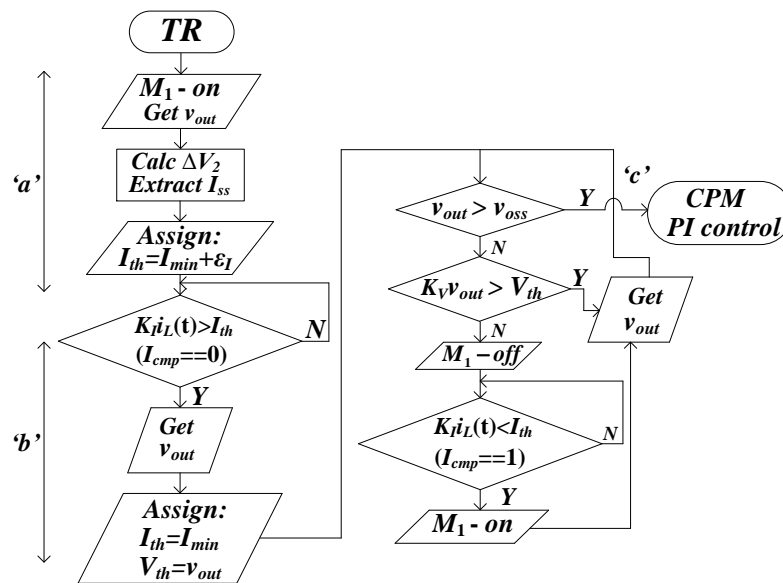 TR
M₁ - on
Get vout
Calc ΔV₂
Extract Iss
Assign:
Ith=Imin+εI
KIiL(t)>Ith
(Icmp==0)
N
Y
Get
vout
Assign:
Ith=Imin
Vth=vout
‘a’
‘b’
‘c’
vout > voss
Y
CPM
PI control
N
KVvout > Vth
Y
Get
vout
N
M₁ - off
KIiL(t)<Ith
(Icmp==1)
N
Y
M₁ - on